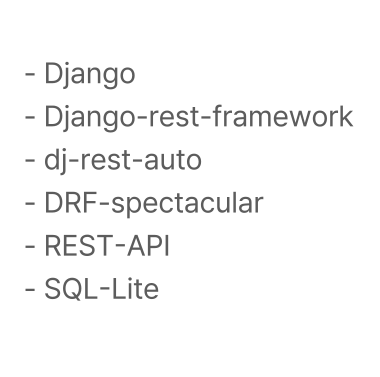 - Django
- Django-rest-framework
- dj-rest-auto
- DRF-spectacular
- REST-API
- SQL-Lite